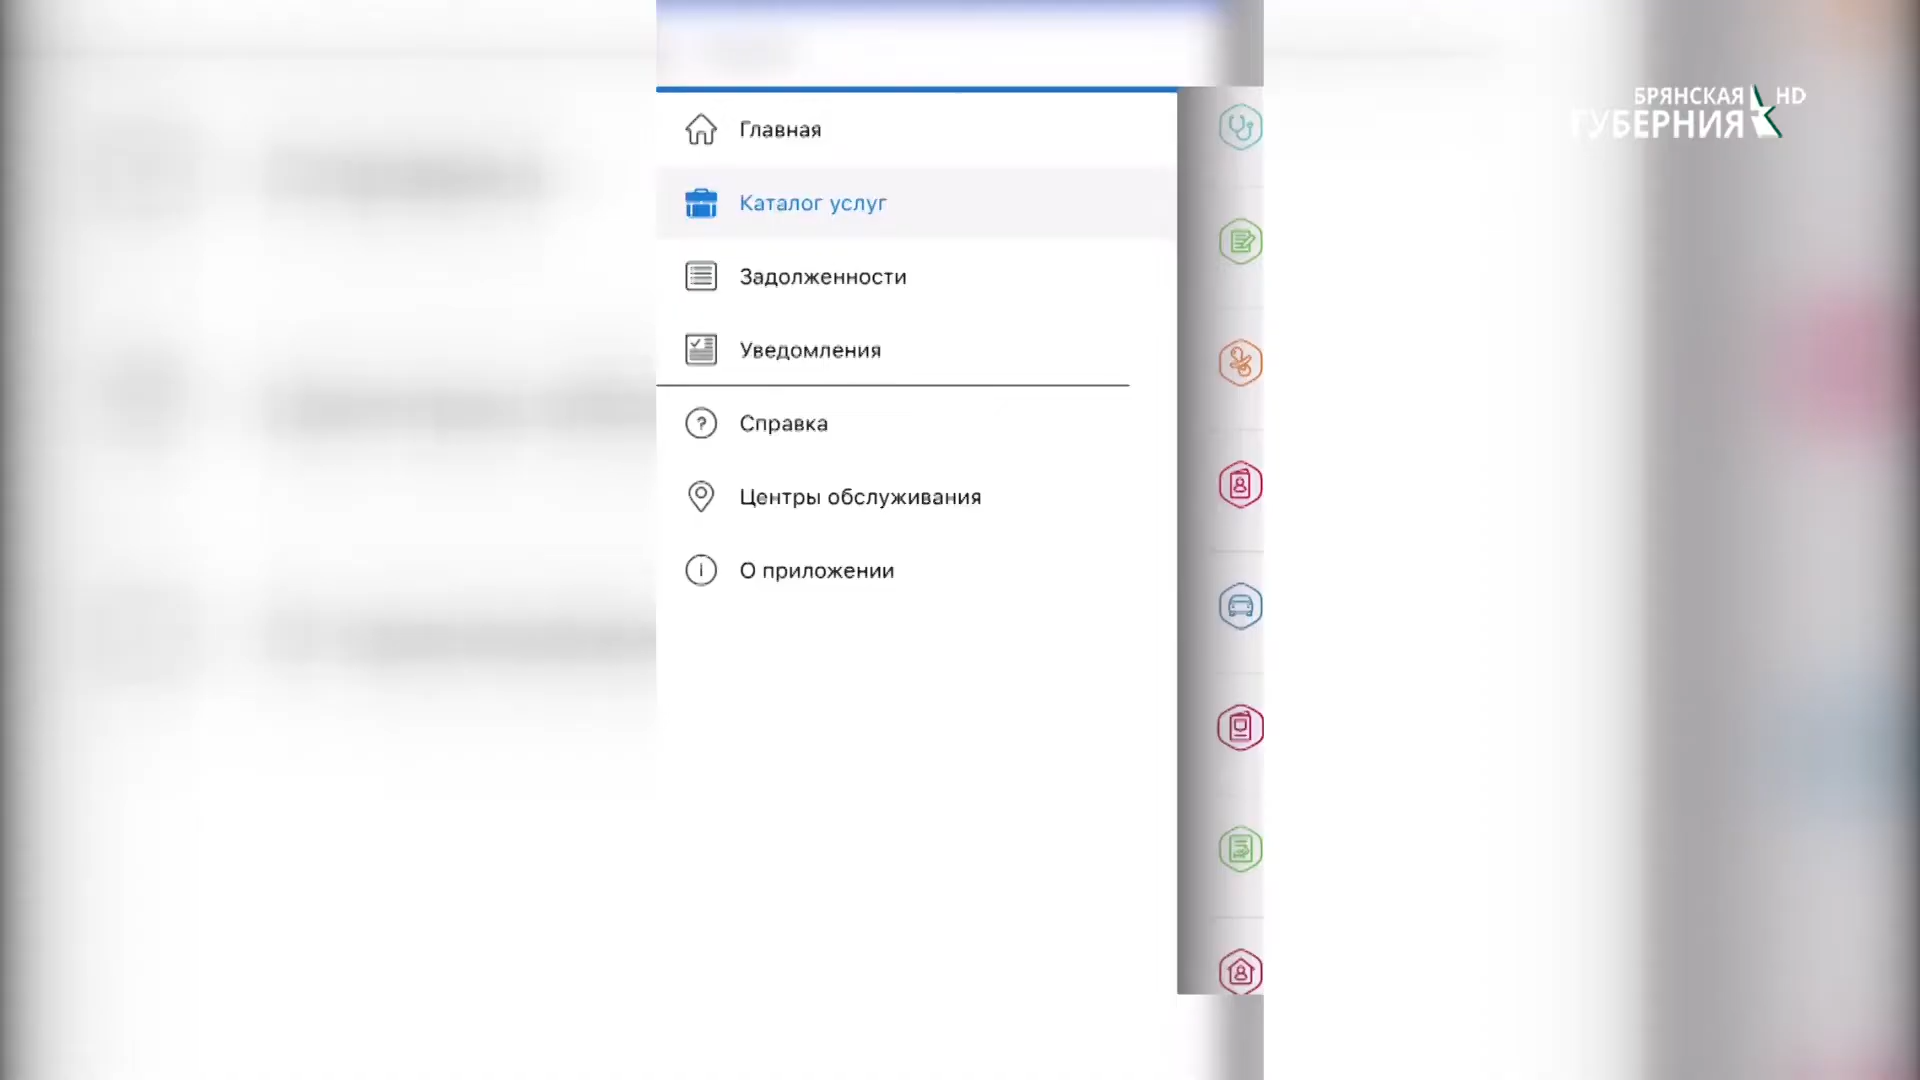 Главная
Каталог услуг
Задолженности
Уведомления
Справка
Центры обслуживания
О приложении
БРЯНСКАЯ HD
ГУБЕРНИЯ